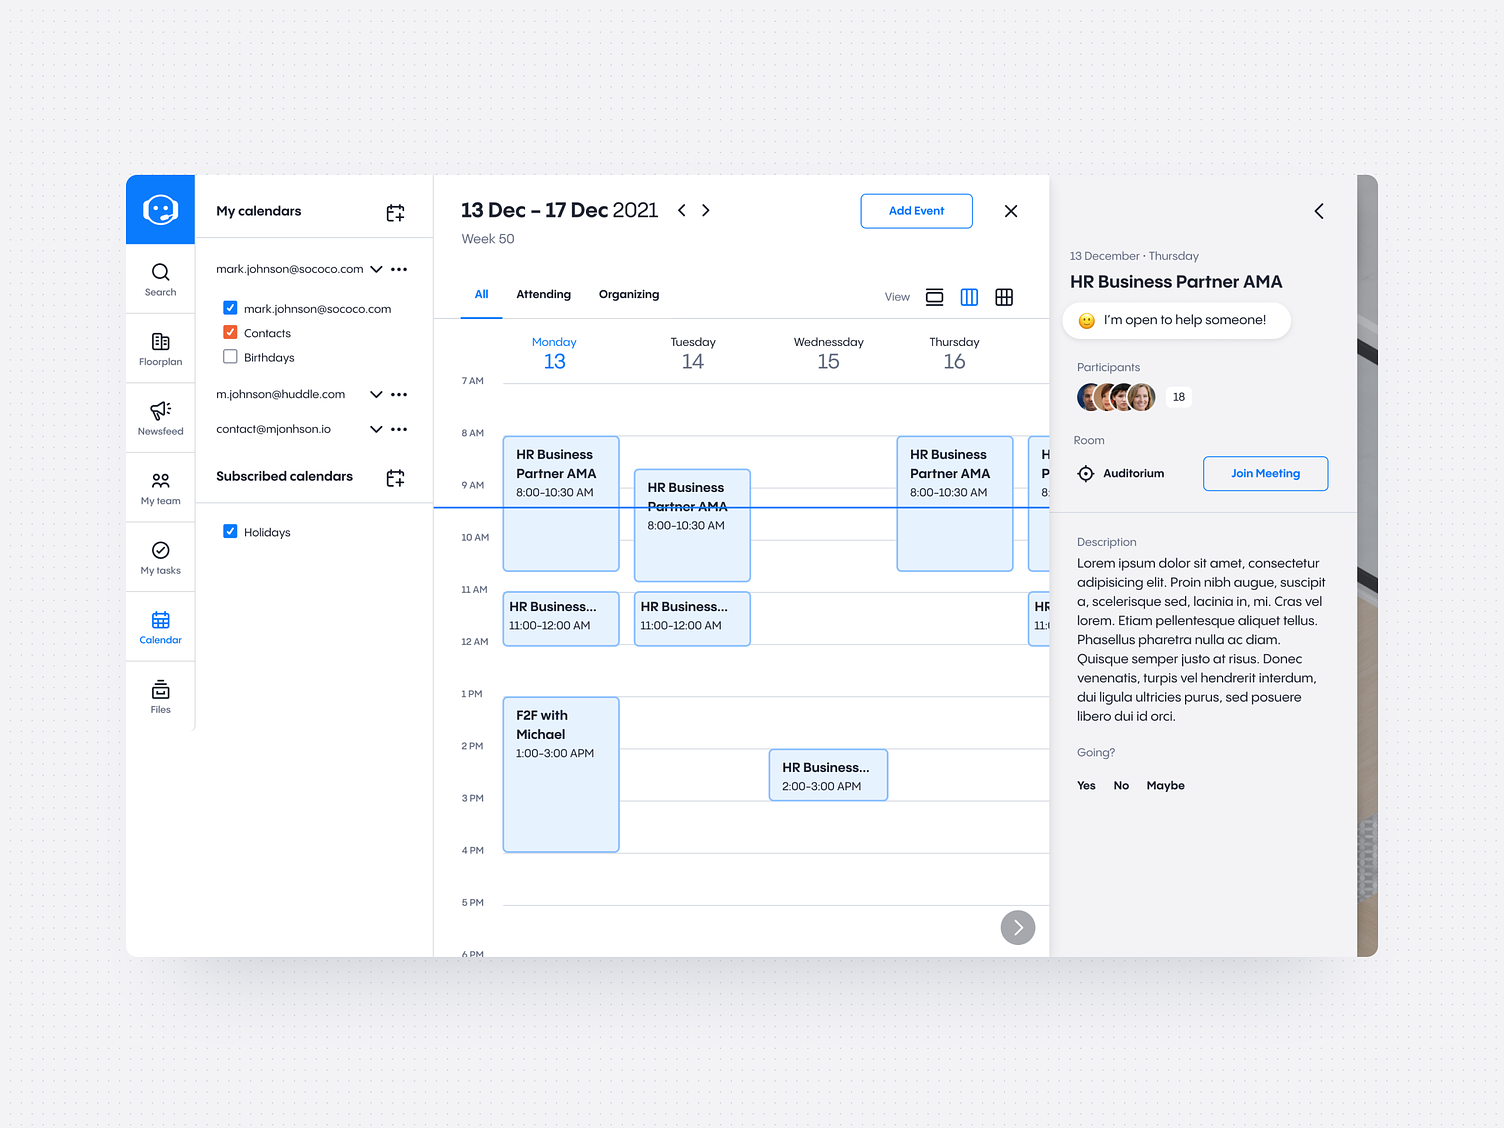 My calendars
mark.johnson@sococo.com
mark.johnson@sococo.com
Contacts
Birthdays
m.johnson@huddle.com
contact@mjonhson.io
Subscribed calendars
Holidays
Search
Floorplan
Newsfeed
My team
My tasks
Calendar
Files
13 Dec – 17 Dec 2021
Week 50
Add Event
All
Attending
Organizing
View
Monday
13
Tuesday
14
Wednessday
15
Thursday
16
7 AM
8 AM
9 AM
10 AM
11 AM
12 AM
1 PM
2 PM
3 PM
4 PM
5 PM
6 PM
HR Business
Partner AMA
8:00-10:30 AM
HR Business...
11:00-12:00 AM
F2F with
Michael
1:00-3:00 APM
HR Business
Partner AMA
8:00-10:30 AM
HR Business...
11:00-12:00 AM
HR Business...
2:00-3:00 APM
HR Business
Partner AMA
8:00-10:30 AM
H
P
8:
HR
11:
13 December · Thursday
HR Business Partner AMA
🙂 I'm open to help someone!
Participants
18
Room
Auditorium
Join Meeting
Description
Lorem ipsum dolor sit amet, consectetur
adipisicing elit. Proin nibh augue, suscipit
a, scelerisque sed, lacinia in, mi. Cras vel
lorem. Etiam pellentesque aliquet tellus.
Phasellus pharetra nulla ac diam.
Quisque semper justo at risus. Donec
venenatis, turpis vel hendrerit interdum,
dui ligula ultricies purus, sed posuere
libero dui id orci.
Going?
Yes
No
Maybe